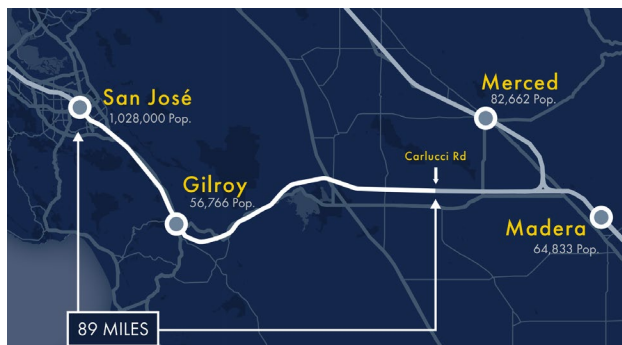 San José
1,028,000 Pop.
Merced
82,662 Pop.
Carlucci Rd
Gilroy
56,766 Pop.
Madera
64,833 Pop.
89 MILES